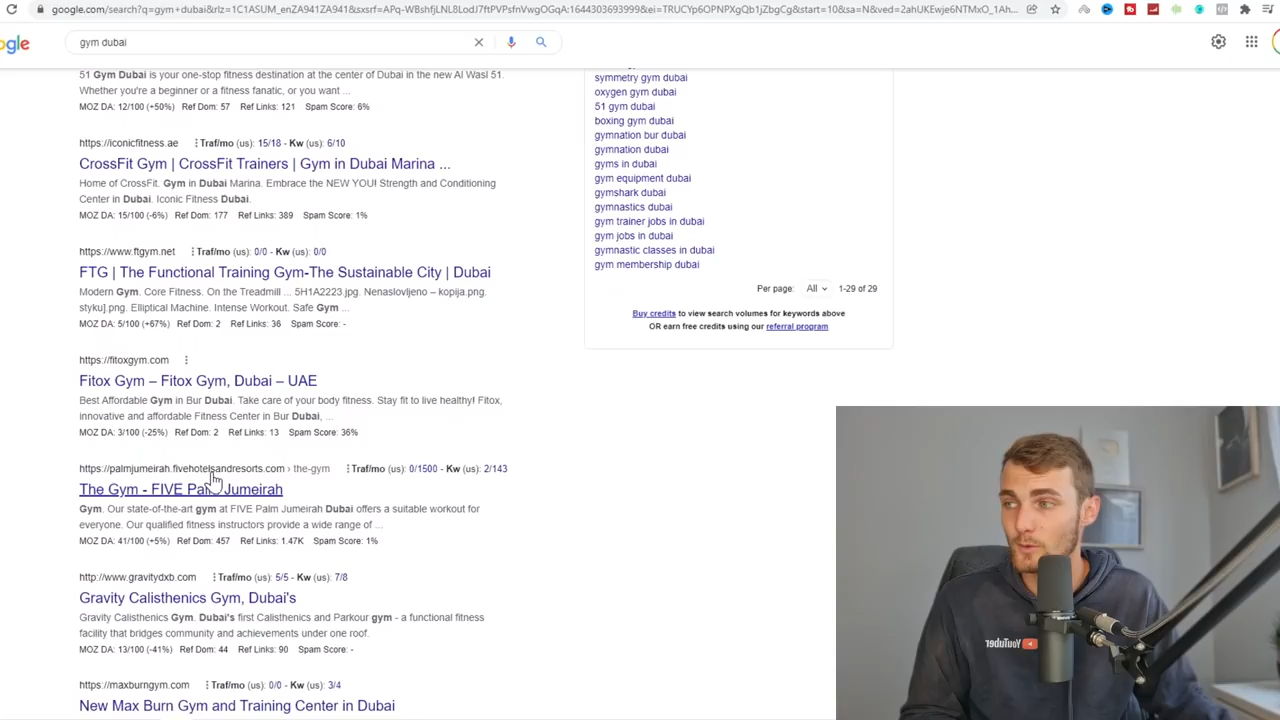 google.com/search?q=gym+dubai&rlz=1C1ASUM_enZA941ZA941&sxsrf=APq-WBshfjLNL8LodJ7ftPVPsfnVwgOGqA:1644303693999&ei=TRUCYp6OPNPXgQb1jZbgCg&start=10&sa=N&ved=2ahUKEwje6NTMxO_1Ah...
ogle
gym dubai
51 Gym Dubai is your one-stop fitness destination at the center of Dubai in the new Al Wasl 51.
Whether you're a beginner or a fitness fanatic, or you want ...
MOZ DA: 12/100 (+50%) Ref Dom: 57 Ref Links: 121 Spam Score: 6%
https://iconicfitness.ae Traf/mo (us): 15/18 - Kw (us): 6/10
CrossFit Gym | CrossFit Trainers | Gym in Dubai Marina ...
Home of CrossFit. Gym in Dubai Marina. Embrace the NEW YOU! Strength and Conditioning
Center in Dubai. Iconic Fitness Dubai.
MOZ DA: 15/100 (-6%) Ref Dom: 177 Ref Links: 389 Spam Score: 1%
https://www.ftgym.net Traf/mo (us): 0/0 - Kw (us): 0/0
FTG | The Functional Training Gym-The Sustainable City | Dubai
Modern Gym. Core Fitness. On the Treadmill ... 5H1A2223.jpg. Nenaslovljeno – kopija.png.
styku].png. Elliptical Machine. Intense Workout. Safe Gym ...
MOZ DA: 5/100 (+67%) Ref Dom: 2 Ref Links: 36 Spam Score: -
https://fitoxgym.com
Fitox Gym – Fitox Gym, Dubai – UAE
Best Affordable Gym in Bur Dubai. Take care of your body fitness. Stay fit to live healthy! Fitox,
innovative and affordable Fitness Center in Bur Dubai, ...
MOZ DA: 3/100 (-25%) Ref Dom: 2 Ref Links: 13 Spam Score: 36%
https://palmjumeirah.fivehotelsandresorts.com › the-gym Traf/mo (us): 0/1500 - Kw (us): 2/143
The Gym - FIVE Palm Jumeirah
Gym. Our state-of-the-art gym at FIVE Palm Jumeirah Dubai offers a suitable workout for
everyone. Our qualified fitness instructors provide a wide range of ...
MOZ DA: 41/100 (+5%) Ref Dom: 457 Ref Links: 1.47K Spam Score: 1%
http://www.gravitydxb.com Traf/mo (us): 5/5 - Kw (us): 7/8
Gravity Calisthenics Gym, Dubai's
Gravity Calisthenics Gym. Dubai's first Calisthenics and Parkour gym - a functional fitness
facility that bridges community and achievements under one roof.
MOZ DA: 13/100 (-41%) Ref Dom: 44 Ref Links: 90 Spam Score: -
https://maxburngym.com Traf/mo (us): 0/0 - Kw (us): 3/4
New Max Burn Gym and Training Center in Dubai
symmetry gym dubai
oxygen gym dubai
51 gym dubai
boxing gym dubai
gymnation bur dubai
gymnation dubai
gyms in dubai
gym equipment dubai
gymshark dubai
gymnastics dubai
gym trainer jobs in dubai
gym jobs in dubai
gymnastic classes in dubai
gym membership dubai
Per page: All 1-29 of 29
Buy credits to view search volumes for keywords above
OR earn free credits using our referral program
YouTuber